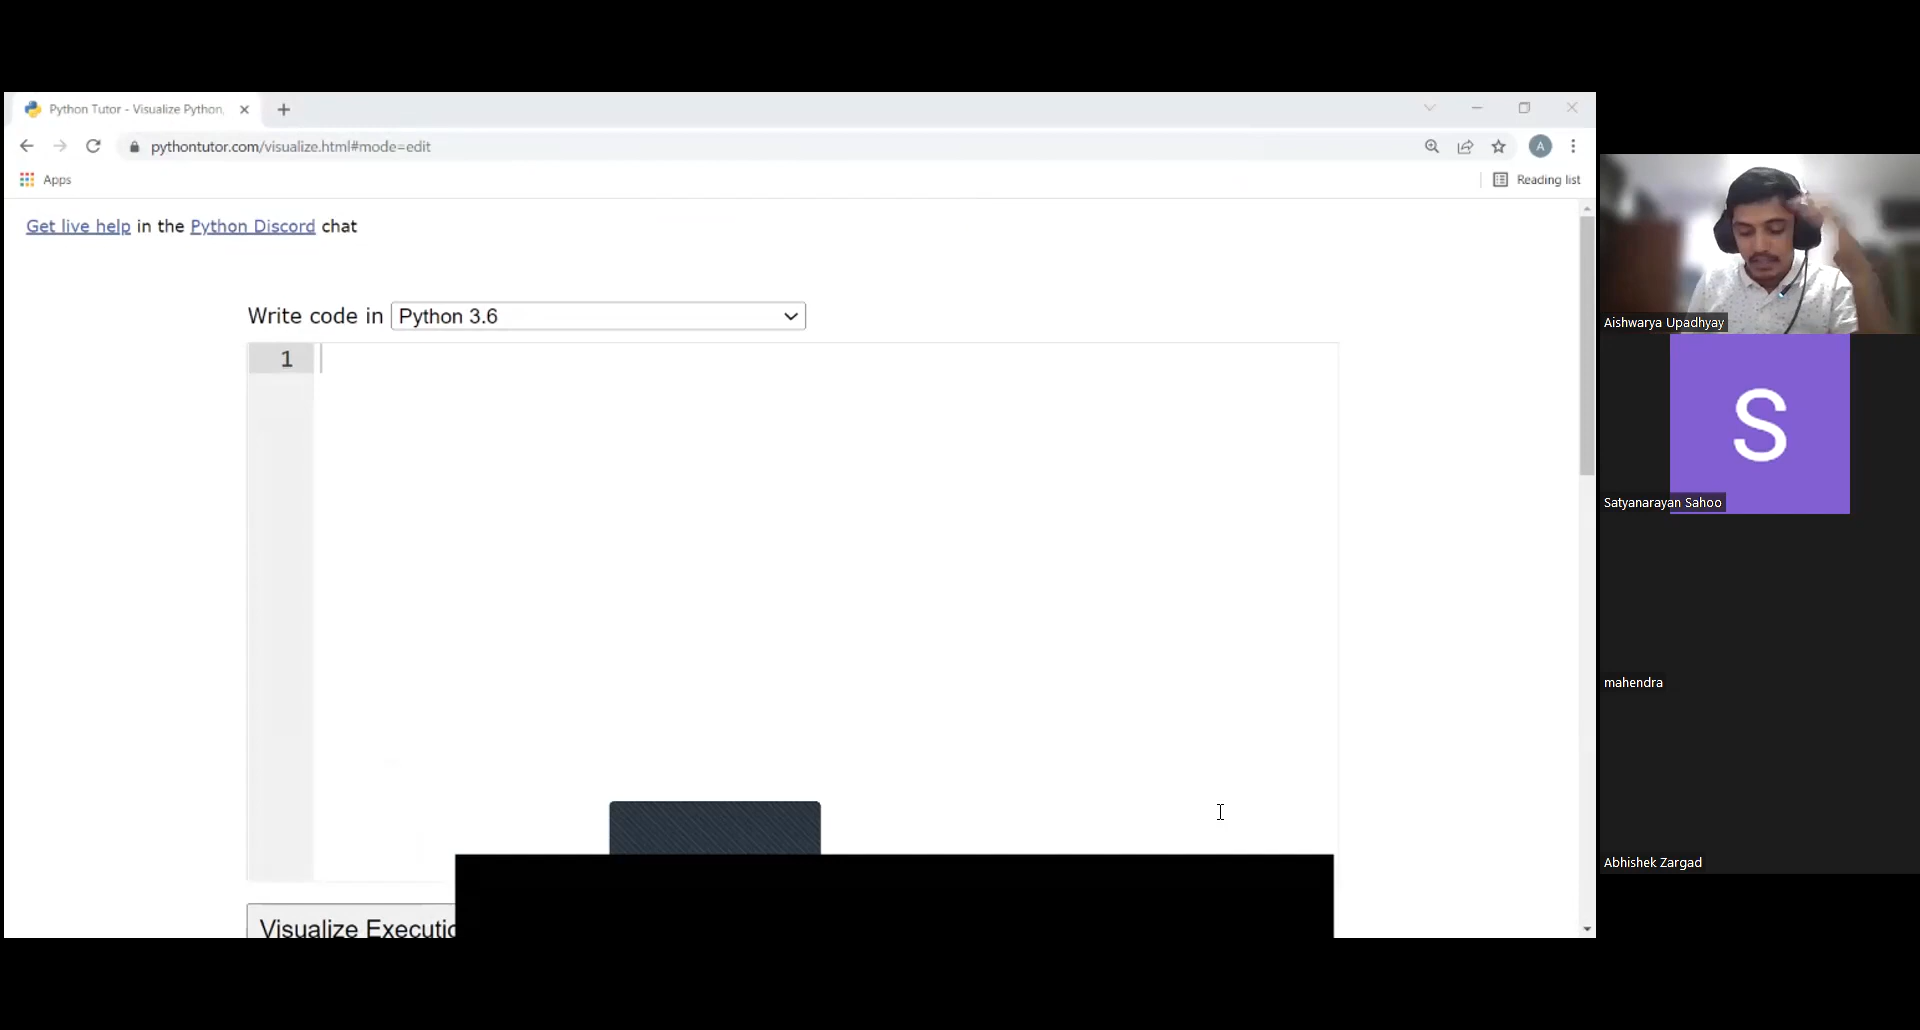 Python Tutor - Visualize Python
pythontutor.com/visualize.html#mode=edit
A
Apps
Reading list
Get live help in the Python Discord chat
Write code in Python 3.6
1
Visualize Executio
Aishwarya Upadhyay
S
Satyanarayan Sahoo
mahendra
Abhishek Zargad